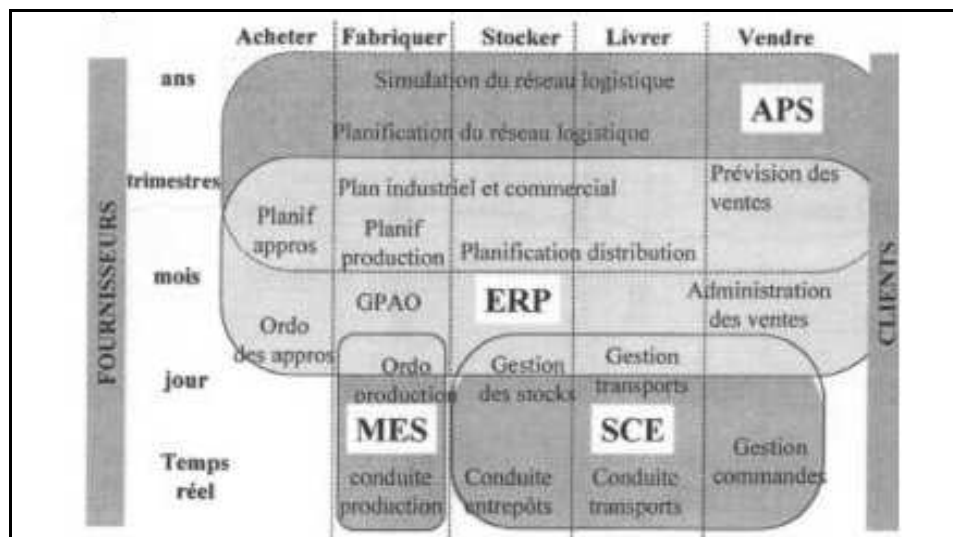 Acheter Fabriquer Stocker Livrer Vendre
ans
Simulation du réseau logistique
APS
Planification du réseau logistique
trimestres
Plan industriel et commercial
Prévision des
ventes
Planif
appros
Planif
production
Planification distribution
mois
GPAO
ERP
Administration
des ventes
Ordo
des appros
jour
Ordo
production
Gestion
des stocks
Gestion
transports
MES
SCE
Gestion
commandes
Temps
réel
conduite
production
Conduite
entrepôts
Conduite
transports
FOURNISSEURS
CLIENTS